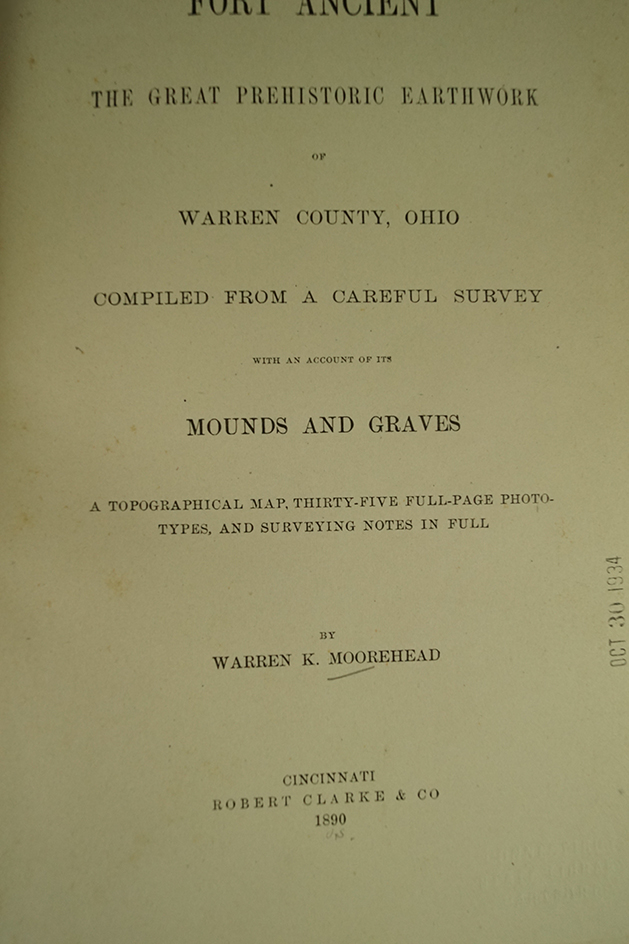 FORT ANCIENT
THE GREAT PREHISTORIC EARTHWORK
OF
WARREN COUNTY, OHIO
COMPILED FROM A CAREFUL SURVEY
WITH AN ACCOUNT OF ITS
MOUNDS AND GRAVES
A TOPOGRAPHICAL MAP, THIRTY-FIVE FULL-PAGE PHOTO-
TYPES, AND SURVEYING NOTES IN FULL
BY
WARREN K. MOOREHEAD
CINCINNATI
ROBERT CLARKE & CO
1890
OCT 30 1934